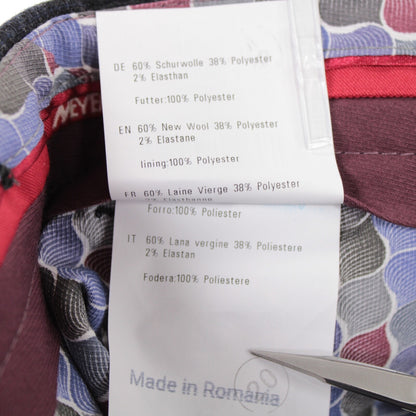 DE 60% Schurwolle 38% Polyester
2% Elasthan
Futter:100% Polyester
EN 60% New Wool 38% Polyester
2% Elastane
lining:100% Polyester
FR 60% Laine Vierge 38% Polyester
2% Elasthanne
Forro:100% Poliester
IT 60% Lana vergine 38% Poliestere
2% Elastan
Fodera:100% Poliestere
Made in Romania